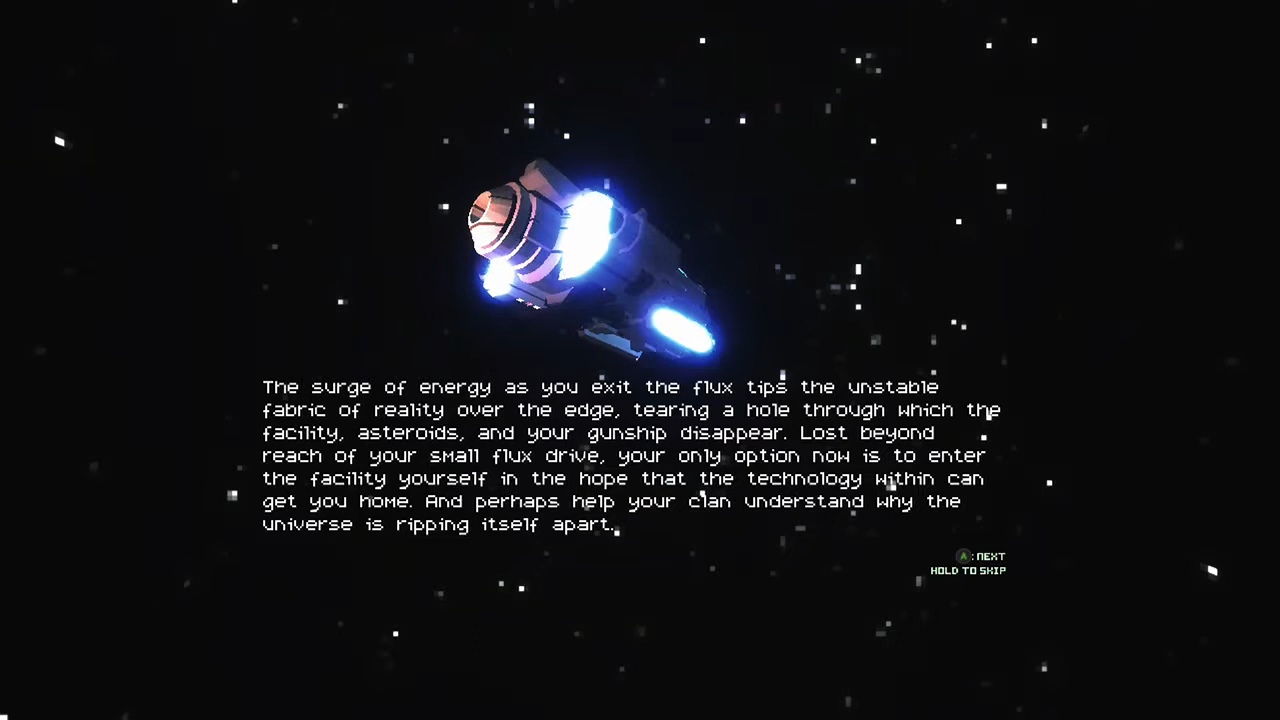 The surge of energy as you exit the flux tips the unstable
fabric of reality over the edge, tearing a hole through which the
facility, asteroids, and your gunship disappear. Lost beyond
reach of your small flux drive, your only option now is to enter
the facility yourself in the hope that the technology within can
get you home. And perhaps help your clan understand why the
universe is ripping itself apart.
A: NEXT
HOLD TO SKIP